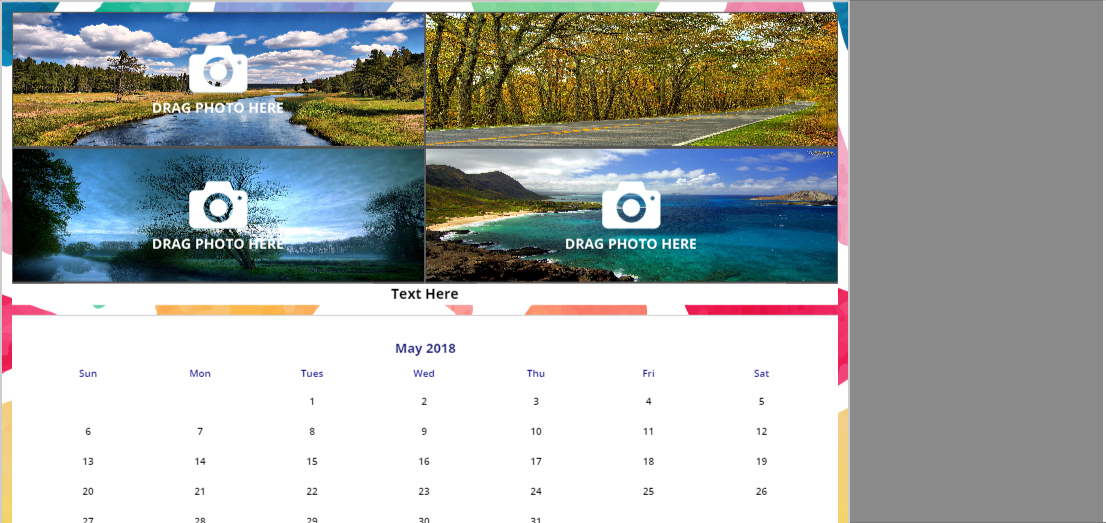 DRAG PHOTO HERE
DRAG PHOTO HERE
DRAG PHOTO HERE
Text Here
May 2018
Sun Mon Tues Wed Thu Fri Sat
1 2 3 4 5
6 7 8 9 10 11 12
13 14 15 16 17 18 19
20 21 22 23 24 25 26
27 28 29 30 31